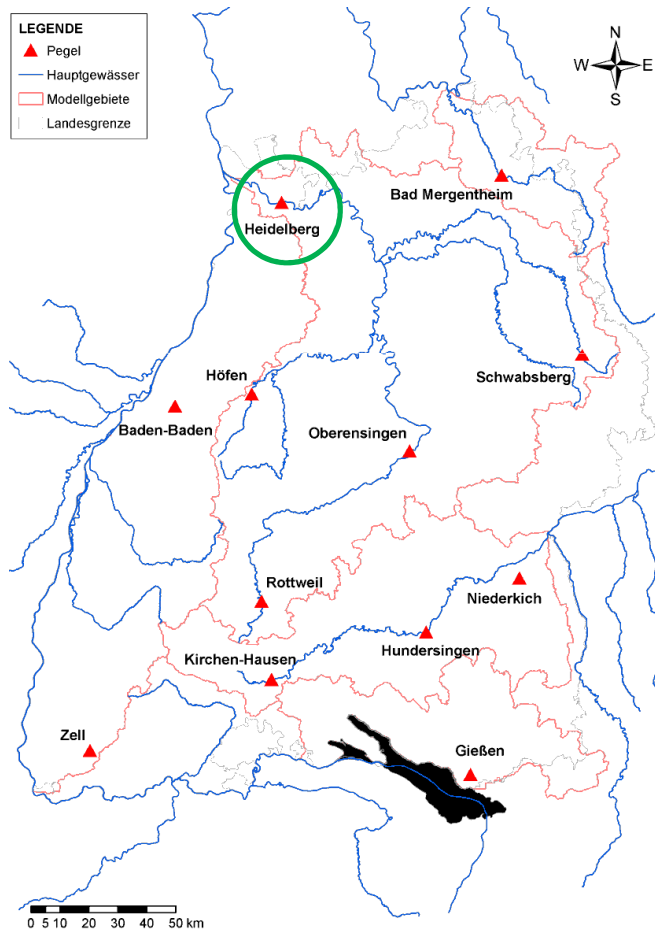 LEGENDE
Pegel
Hauptgewässer
Modellgebiete
Landesgrenze
N
W E
S
Bad Mergentheim
Heidelberg
Schwabsberg
Höfen
Baden-Baden
Oberensingen
Rottweil
Niederkich
Hundersingen
Kirchen-Hausen
Zell
Gießen
0 5 10 20 30 40 50 km